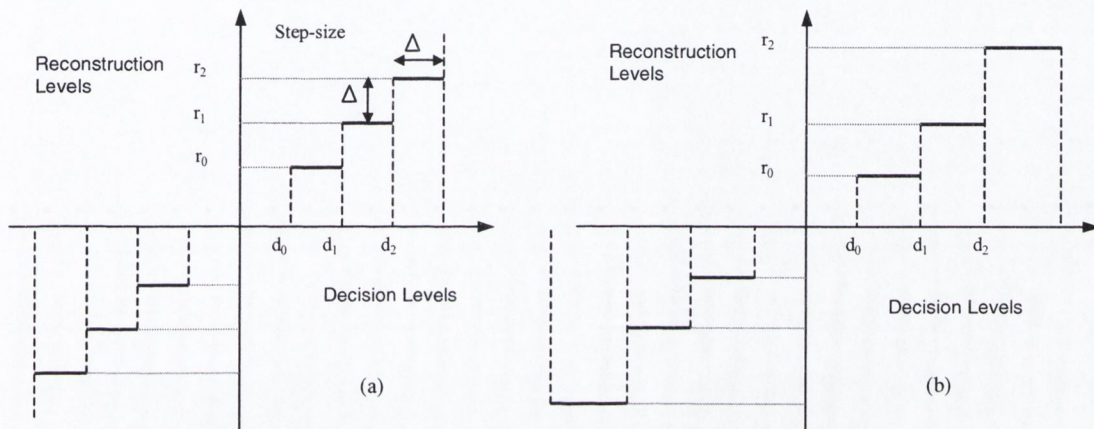 Step-size
Δ
Reconstruction
Levels
r2
Δ
r1
r0
d0 d1 d2
Decision Levels
(a)
r2
Reconstruction
Levels
r1
r0
d0 d1 d2
Decision Levels
(b)